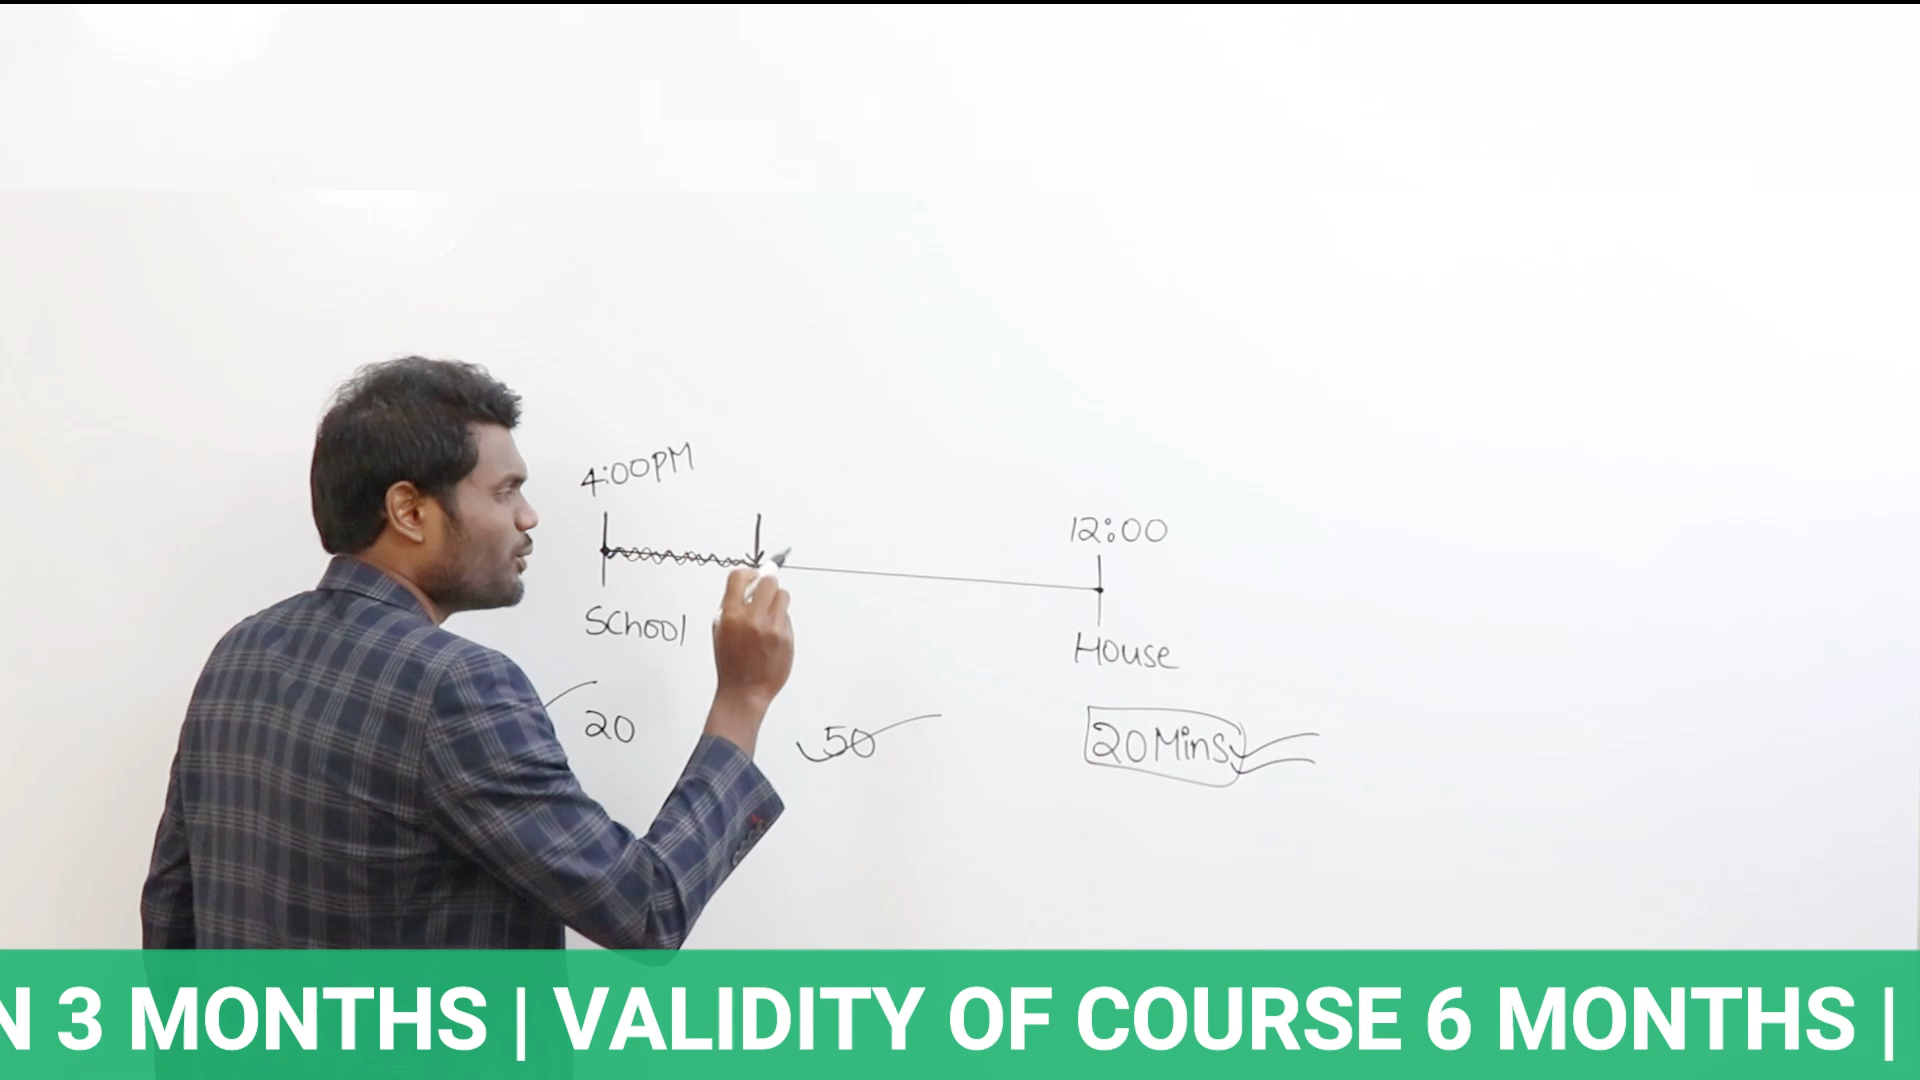 4:00PM
12:00
School
House
20
50
20Mins
N 3 MONTHS | VALIDITY OF COURSE 6 MONTHS |